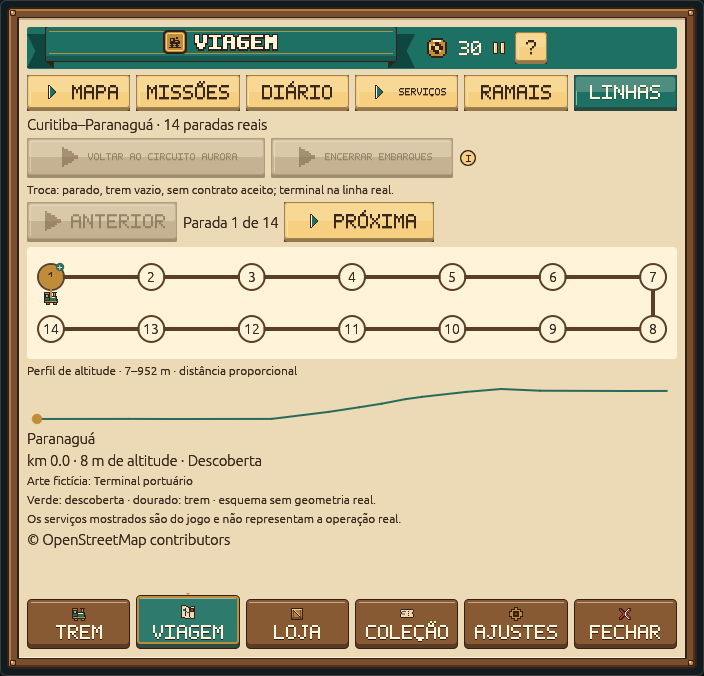 VIAGEM
30
?
MAPA MISSÕES DIÁRIO SERVIÇOS RAMAIS LINHAS
Curitiba–Paranaguá · 14 paradas reais
VOLTAR AO CIRCUITO AURORA ENCERRAR EMBARQUES I
Troca: parado, trem vazio, sem contrato aceito; terminal na linha real.
ANTERIOR Parada 1 de 14 PRÓXIMA
1 2 3 4 5 6 7
14 13 12 11 10 9 8
Perfil de altitude · 7–952 m · distância proporcional
Paranaguá
km 0.0 · 8 m de altitude · Descoberta
Arte fictícia: Terminal portuário
Verde: descoberta · dourado: trem · esquema sem geometria real.
Os serviços mostrados são do jogo e não representam a operação real.
© OpenStreetMap contributors
TREM VIAGEM LOJA COLEÇÃO AJUSTES FECHAR